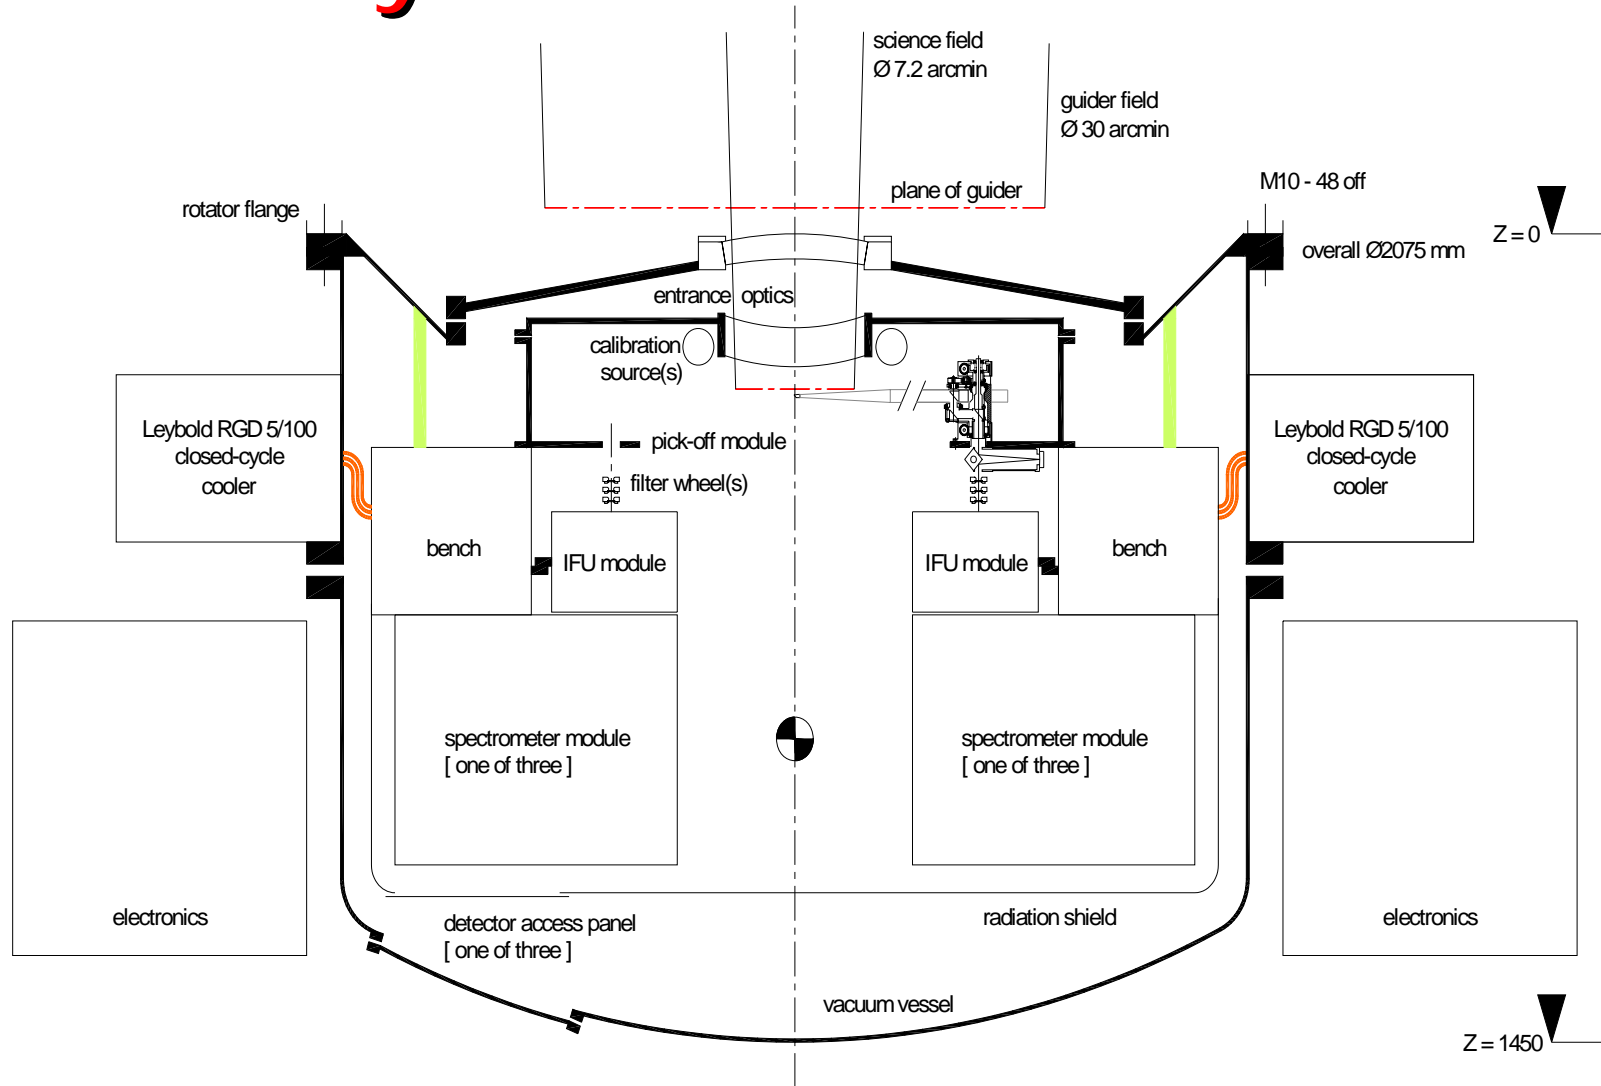 science field
Ø 7.2 arcmin
guider field
Ø 30 arcmin
plane of guider
M10 - 48 off
rotator flange
Z = 0
overall Ø2075 mm
entrance optics
calibration
source(s)
Leybold RGD 5/100
closed-cycle
cooler
pick-off module
filter wheel(s)
Leybold RGD 5/100
closed-cycle
cooler
bench
IFU module
IFU module
bench
spectrometer module
[ one of three ]
spectrometer module
[ one of three ]
electronics
detector access panel
[ one of three ]
radiation shield
electronics
vacuum vessel
Z = 1450